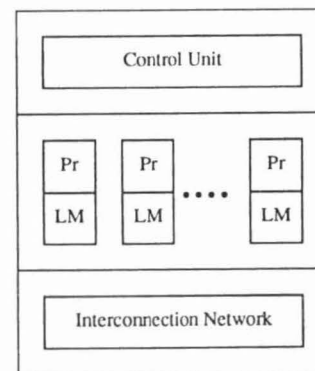 Control Unit
Pr Pr Pr
LM LM LM
Interconnection Network